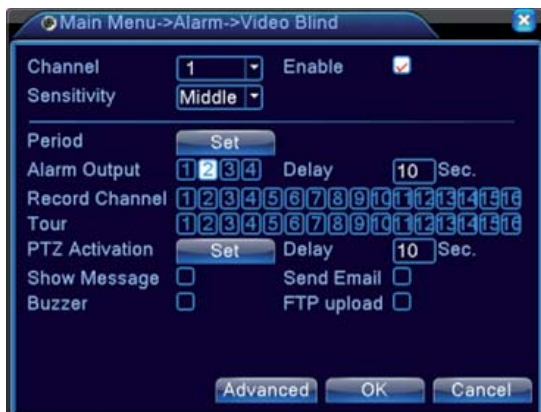 Main Menu->Alarm->Video Blind
Channel 1 Enable
Sensitivity Middle
Period Set
Alarm Output 1 2 3 4 Delay 10 Sec.
Record Channel 1 2 3 4 5 6 7 8 9 10 11 12 13 14 15 16
Tour 1 2 3 4 5 6 7 8 9 10 11 12 13 14 15 16
PTZ Activation Set Delay 10 Sec.
Show Message Send Email
Buzzer FTP upload
Advanced OK Cancel